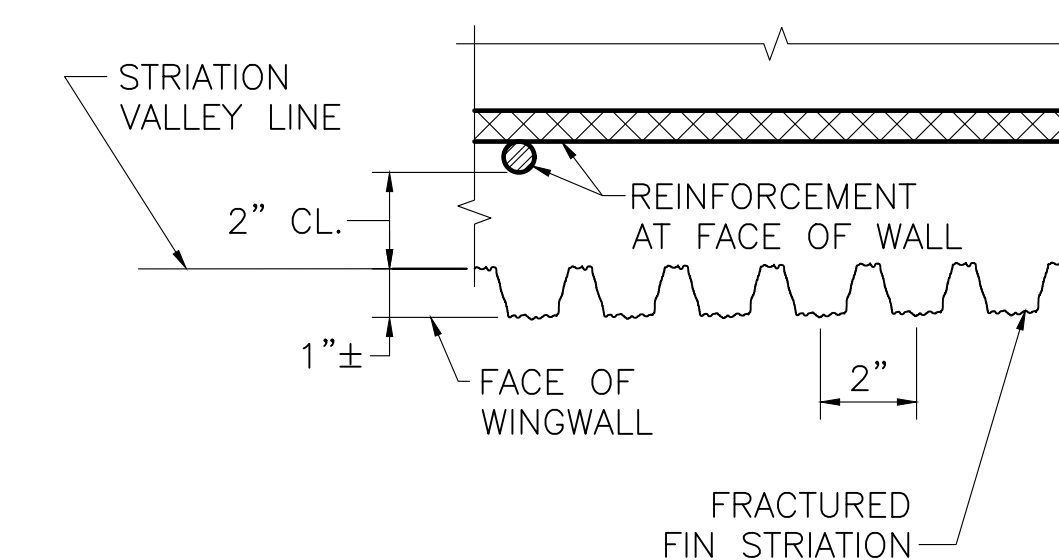 STRIATION
VALLEY LINE
2” CL.
REINFORCEMENT
AT FACE OF WALL
1”±
FACE OF
WINGWALL
2”
FRACTURED
FIN STRIATION